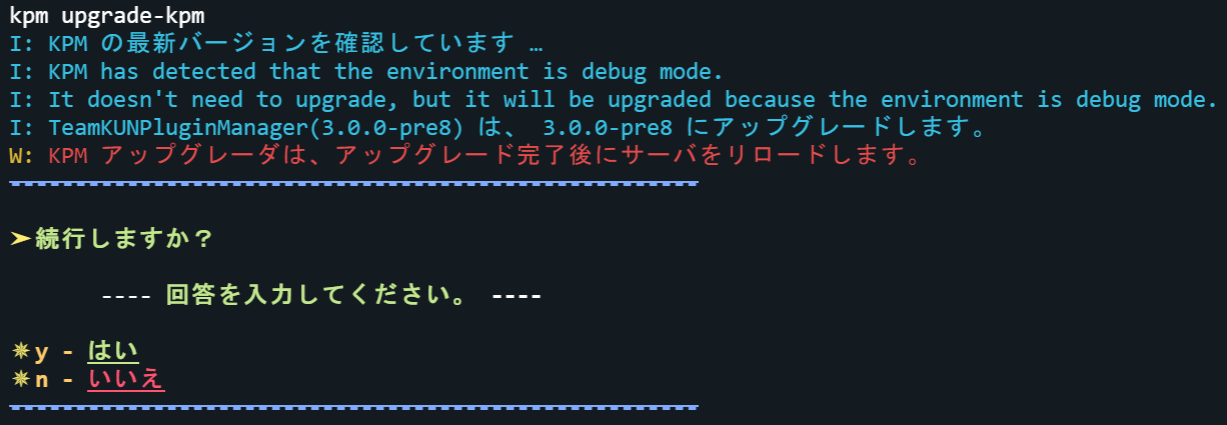 kpm upgrade-kpm
I: KPM の最新バージョンを確認しています …
I: KPM has detected that the environment is debug mode.
I: It doesn't need to upgrade, but it will be upgraded because the environment is debug mode.
I: TeamKUNPluginManager(3.0.0-pre8) は、 3.0.0-pre8 にアップグレードします。
W: KPM アップグレーダは、アップグレード完了後にサーバをリロードします。
-----------------------------------------------------
➤続行しますか？
---- 回答を入力してください。 ----
✵y - はい
✵n - いいえ
-----------------------------------------------------